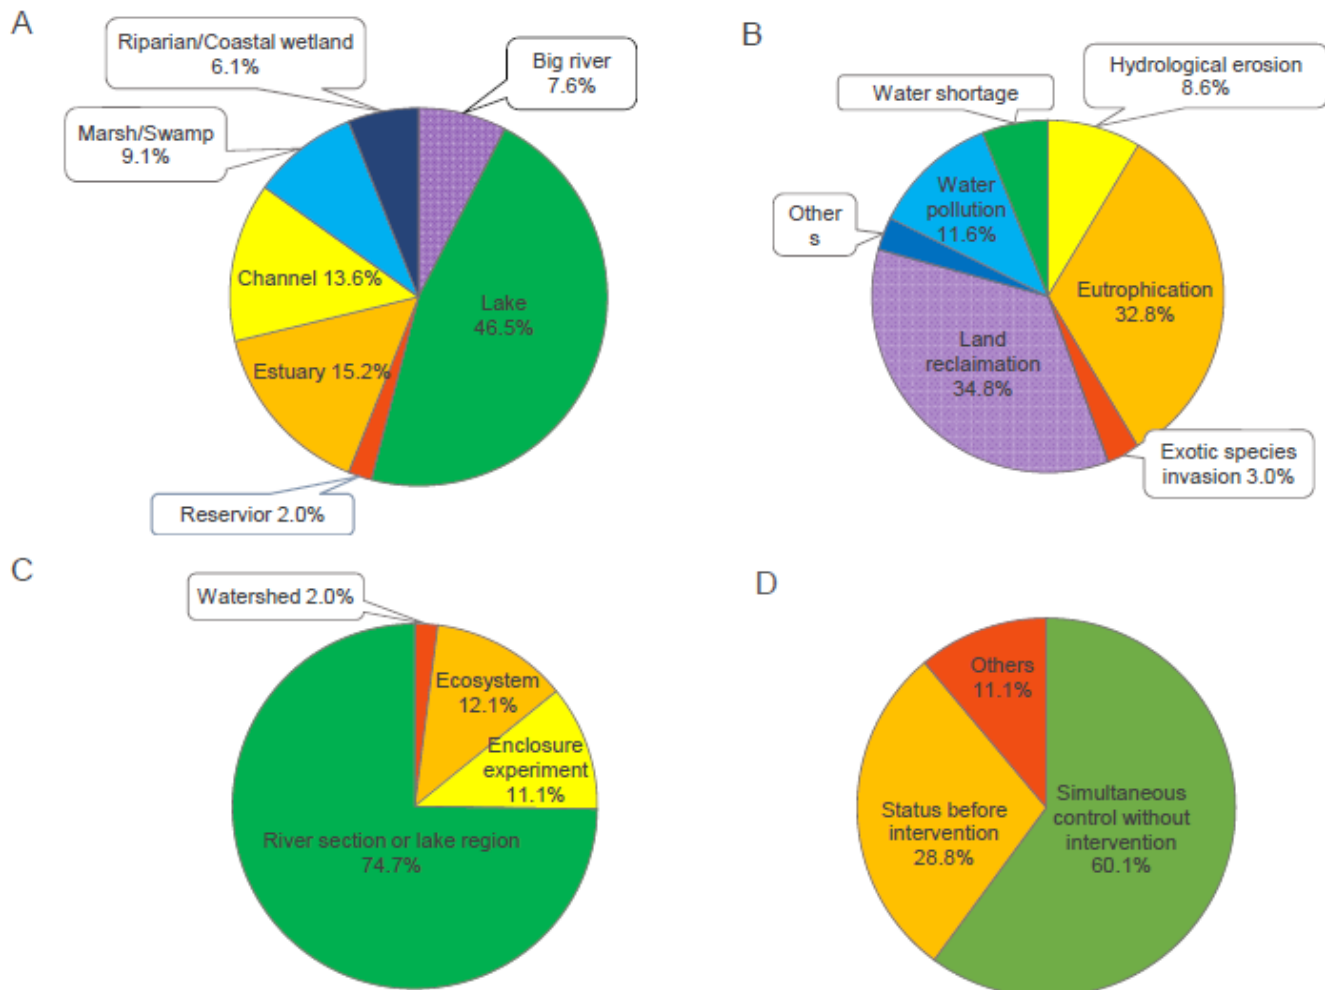 A
Riparian/Coastal wetland
6.1%
Big river
7.6%
Marsh/Swamp
9.1%
Channel 13.6%
Lake
46.5%
Estuary 15.2%
Reservior 2.0%
B
Water shortage
Hydrological erosion
8.6%
Water
pollution
11.6%
Other
s
Eutrophication
32.8%
Land
reclaimation
34.8%
Exotic species
invasion 3.0%
C
Watershed 2.0%
Ecosystem
12.1%
Enclosure
experiment
11.1%
River section or lake region
74.7%
D
Others
11.1%
Status before
intervention
28.8%
Simultaneous
control without
intervention
60.1%